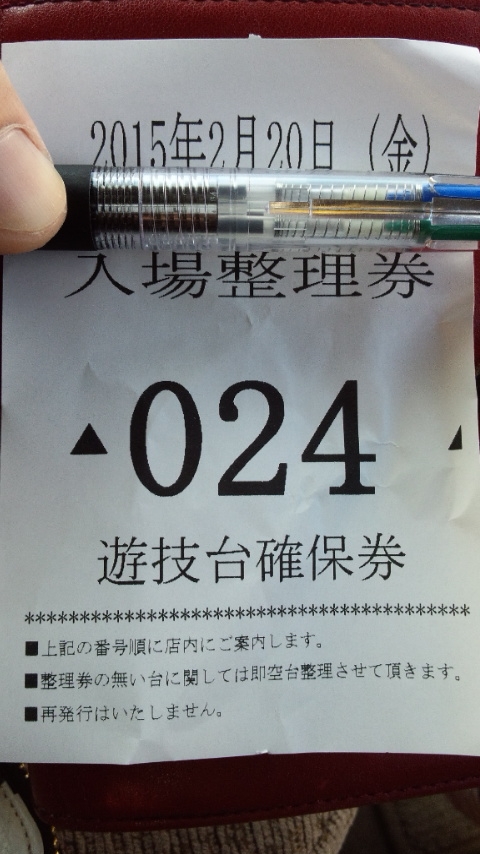 2015年2月20日（金）
入場整理券
▲024▲
遊技台確保券
******************************************
■上記の番号順に店内にご案内します。
■整理券の無い台に関しては即空台整理させて頂きます。
■再発行はいたしません。